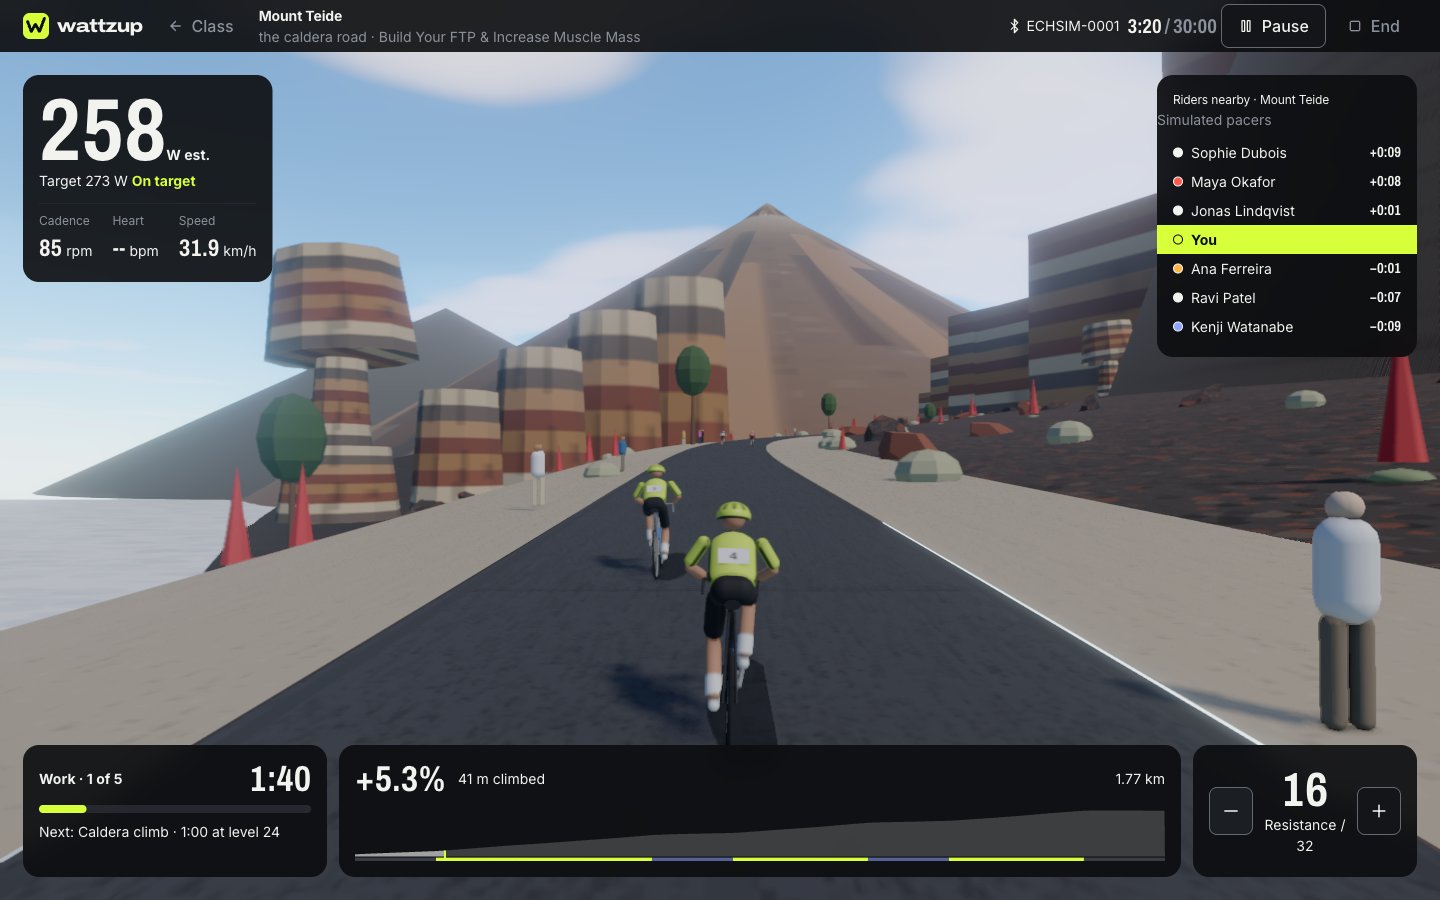 wattzup
Class
Mount Teide
the caldera road · Build Your FTP & Increase Muscle Mass
ECHSIM-0001
3:20 / 30:00
Pause
End
258 W est.
Target 273 W On target
Cadence Heart Speed
85 rpm -- bpm 31.9 km/h
Riders nearby · Mount Teide
Simulated pacers
Sophie Dubois +0:09
Maya Okafor +0:08
Jonas Lindqvist +0:01
You
Ana Ferreira −0:01
Ravi Patel −0:07
Kenji Watanabe −0:09
4
Work · 1 of 5 1:40
Next: Caldera climb · 1:00 at level 24
+5.3% 41 m climbed 1.77 km
− 16 +
Resistance /
32